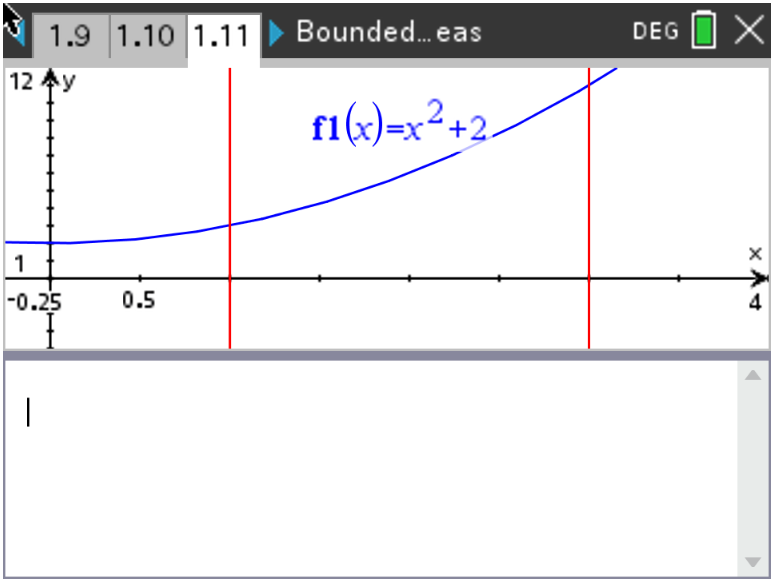 1.9 1.10 1.11 Bounded...eas DEG
12 y
f1(x)=x²+2
1
x
-0.25 0.5 4